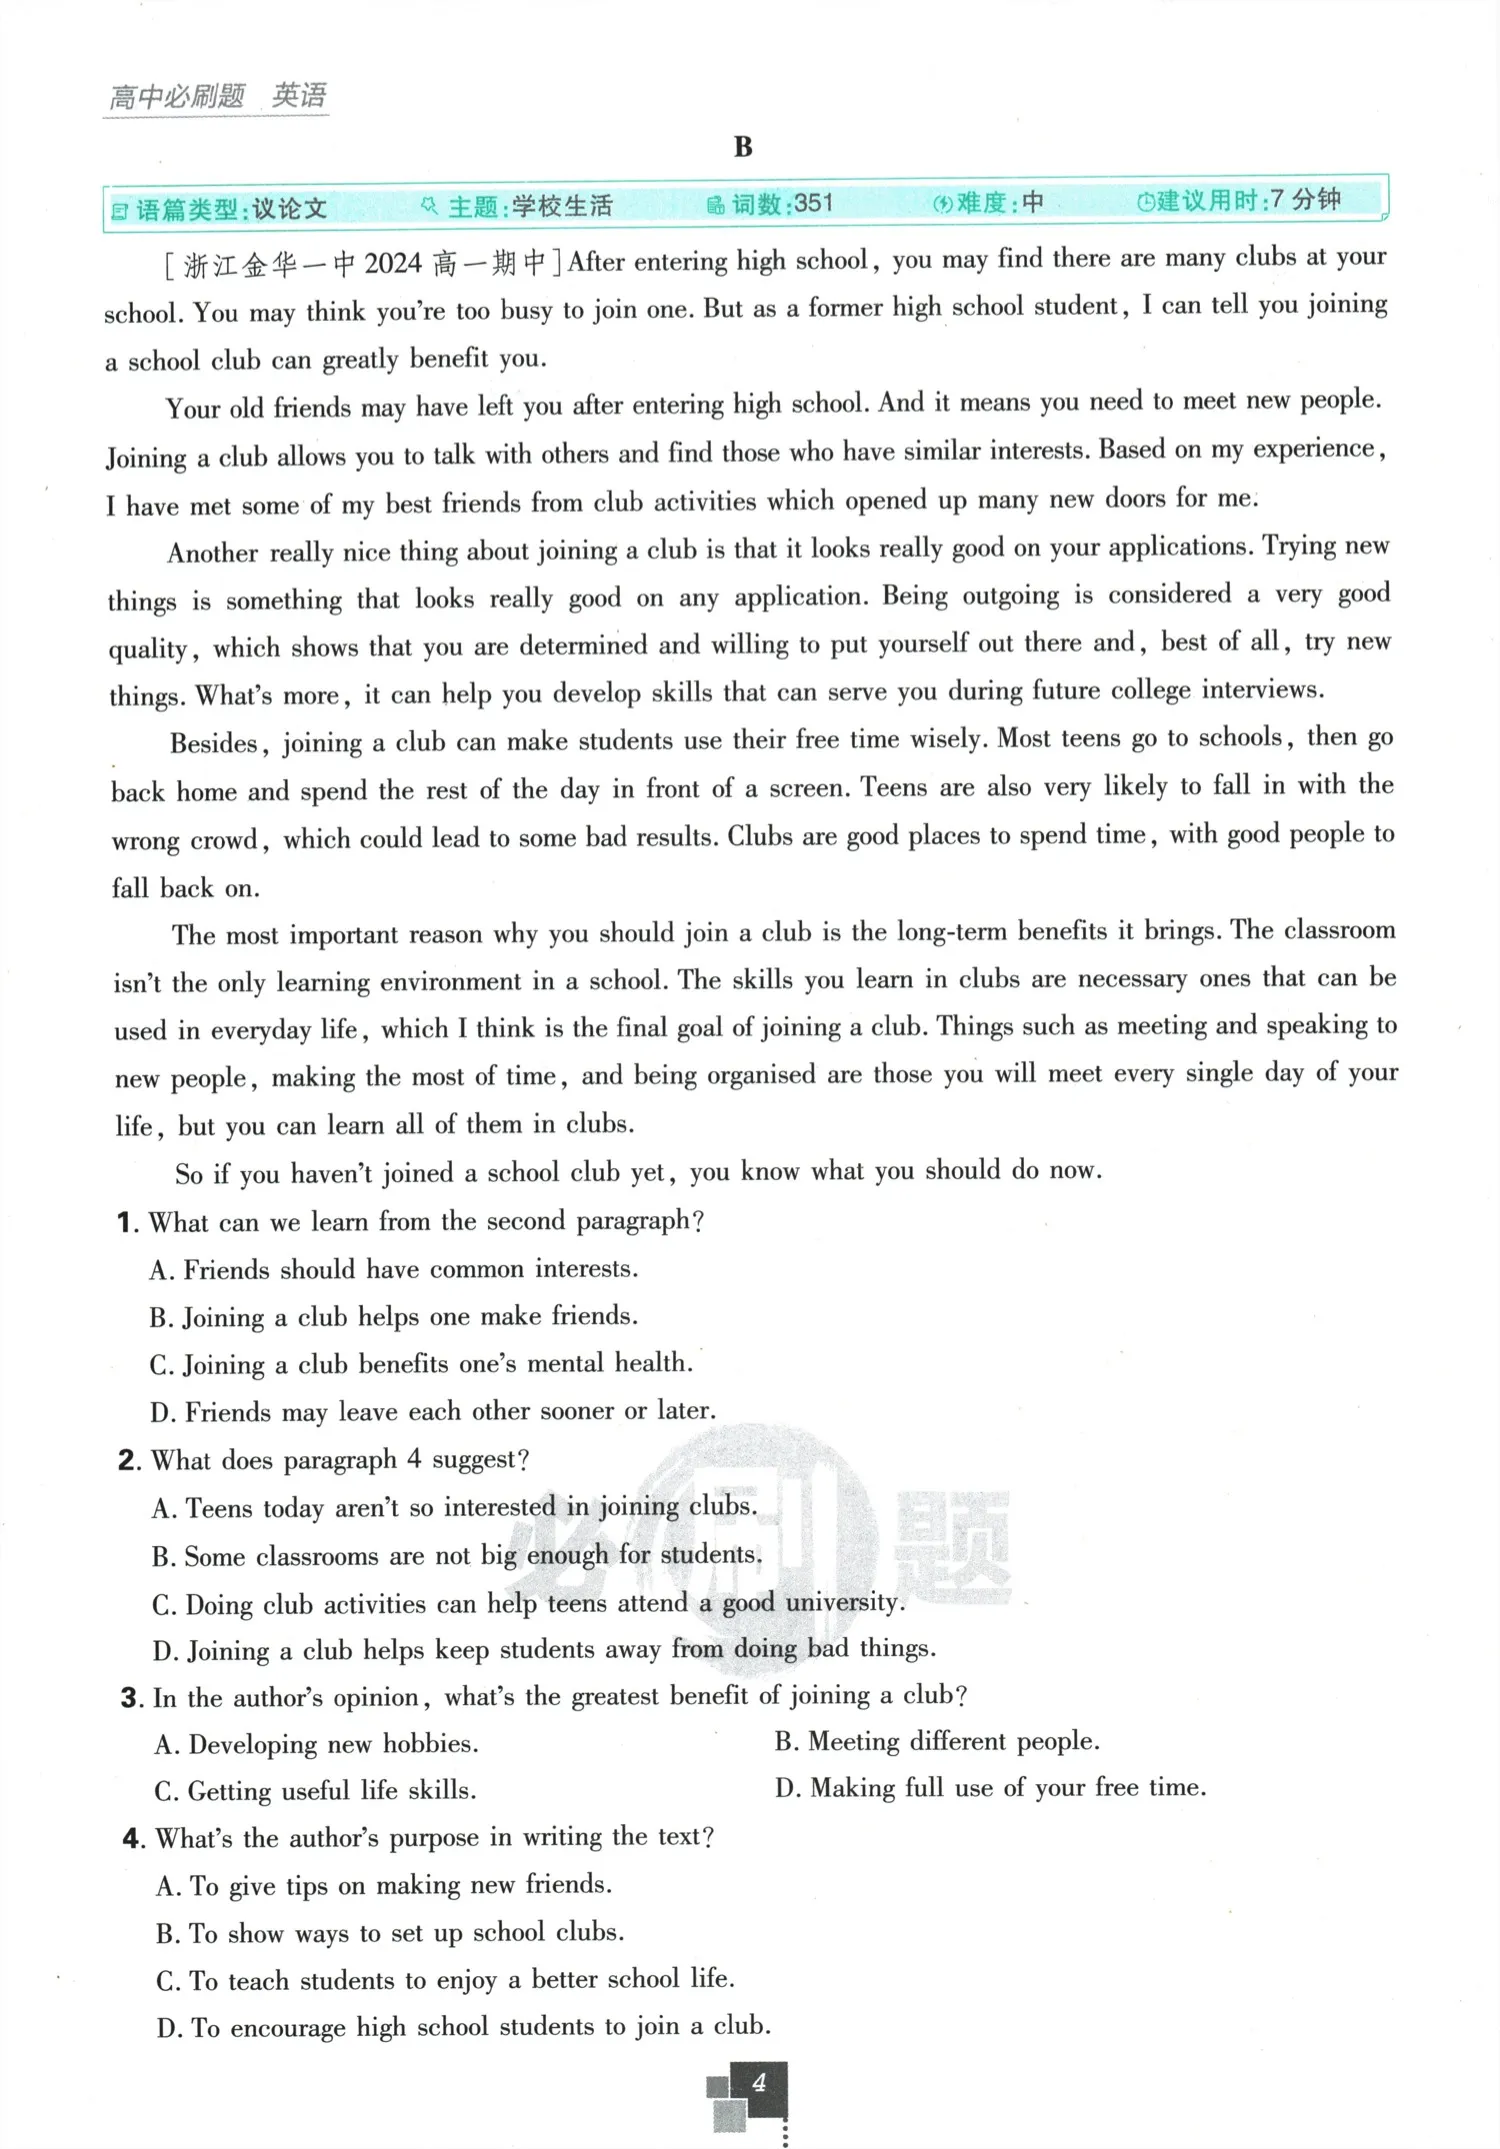 高中必刷题 英语
B
语篇类型:议论文 主题:学校生活 词数:351 难度:中 建议用时:7分钟
[浙江金华一中2024高一期中]After entering high school, you may find there are many clubs at your
school. You may think you're too busy to join one. But as a former high school student, I can tell you joining
a school club can greatly benefit you.
Your old friends may have left you after entering high school. And it means you need to meet new people.
Joining a club allows you to talk with others and find those who have similar interests. Based on my experience,
I have met some of my best friends from club activities which opened up many new doors for me.
Another really nice thing about joining a club is that it looks really good on your applications. Trying new
things is something that looks really good on any application. Being outgoing is considered a very good
quality, which shows that you are determined and willing to put yourself out there and, best of all, try new
things. What's more, it can help you develop skills that can serve you during future college interviews.
Besides, joining a club can make students use their free time wisely. Most teens go to schools, then go
back home and spend the rest of the day in front of a screen. Teens are also very likely to fall in with the
wrong crowd, which could lead to some bad results. Clubs are good places to spend time, with good people to
fall back on.
The most important reason why you should join a club is the long-term benefits it brings. The classroom
isn't the only learning environment in a school. The skills you learn in clubs are necessary ones that can be
used in everyday life, which I think is the final goal of joining a club. Things such as meeting and speaking to
new people, making the most of time, and being organised are those you will meet every single day of your
life, but you can learn all of them in clubs.
So if you haven't joined a school club yet, you know what you should do now.
1. What can we learn from the second paragraph?
A. Friends should have common interests.
B. Joining a club helps one make friends.
C. Joining a club benefits one's mental health.
D. Friends may leave each other sooner or later.
2. What does paragraph 4 suggest?
A. Teens today aren't so interested in joining clubs.
B. Some classrooms are not big enough for students.
C. Doing club activities can help teens attend a good university.
D. Joining a club helps keep students away from doing bad things.
必刷题
3. In the author's opinion, what's the greatest benefit of joining a club?
A. Developing new hobbies. B. Meeting different people.
C. Getting useful life skills. D. Making full use of your free time.
4. What's the author's purpose in writing the text?
A. To give tips on making new friends.
B. To show ways to set up school clubs.
C. To teach students to enjoy a better school life.
D. To encourage high school students to join a club.
4